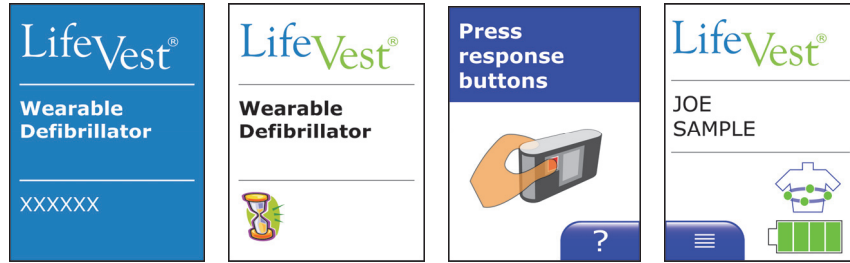 LifeVest®
Wearable
Defibrillator
XXXXXX
LifeVest®
Wearable
Defibrillator
Press
response
buttons
?
LifeVest®
JOE
SAMPLE